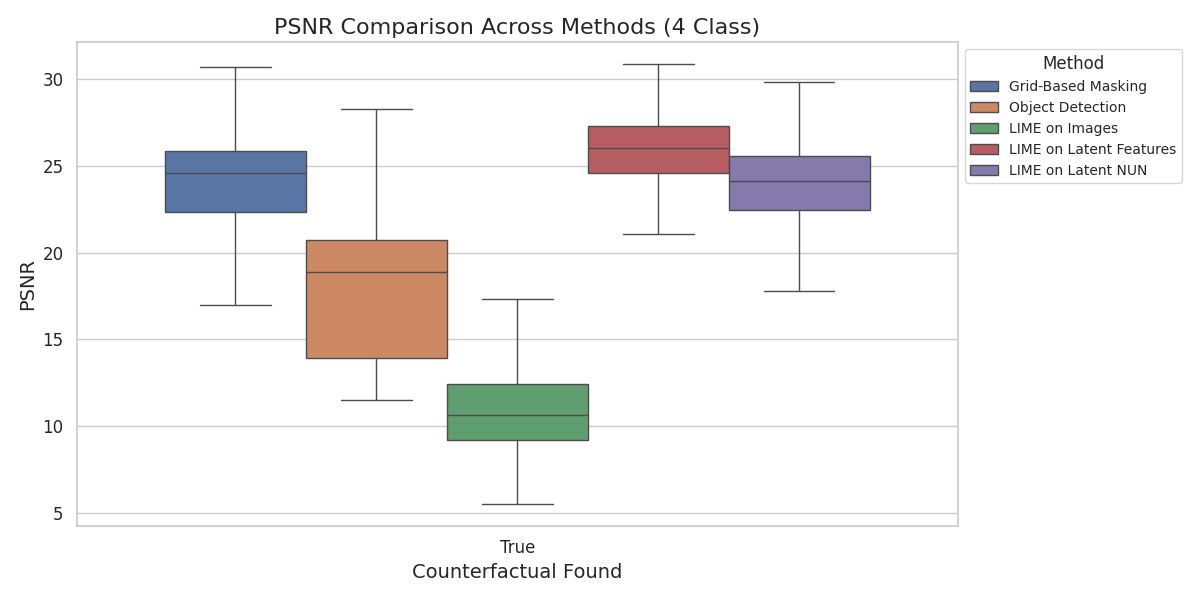 PSNR Comparison Across Methods (4 Class)
PSNR
30
25
20
15
10
5
True
Counterfactual Found
Method
Grid-Based Masking
Object Detection
LIME on Images
LIME on Latent Features
LIME on Latent NUN